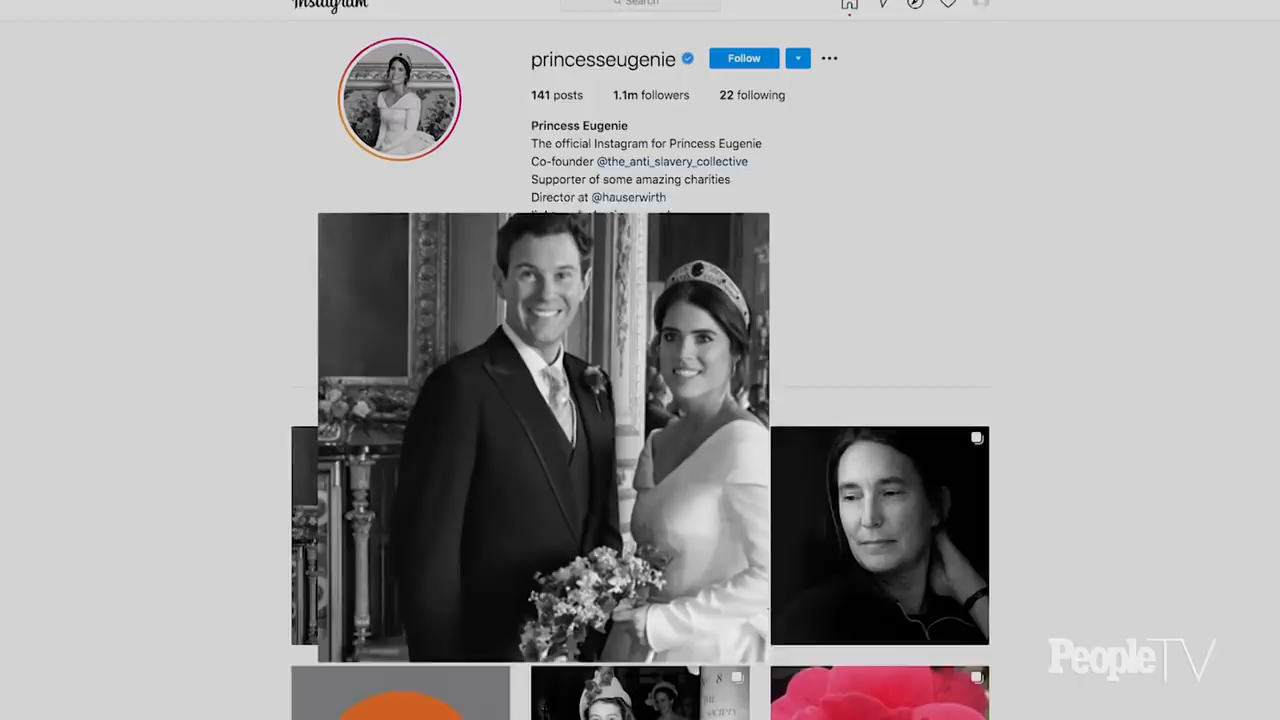 Instagram
Search
princesseugenie
Follow
141 posts 1.1m followers 22 following
Princess Eugenie
The official Instagram for Princess Eugenie
Co-founder @the_anti_slavery_collective
Supporter of some amazing charities
Director at @hauserwirth
PeopleTV